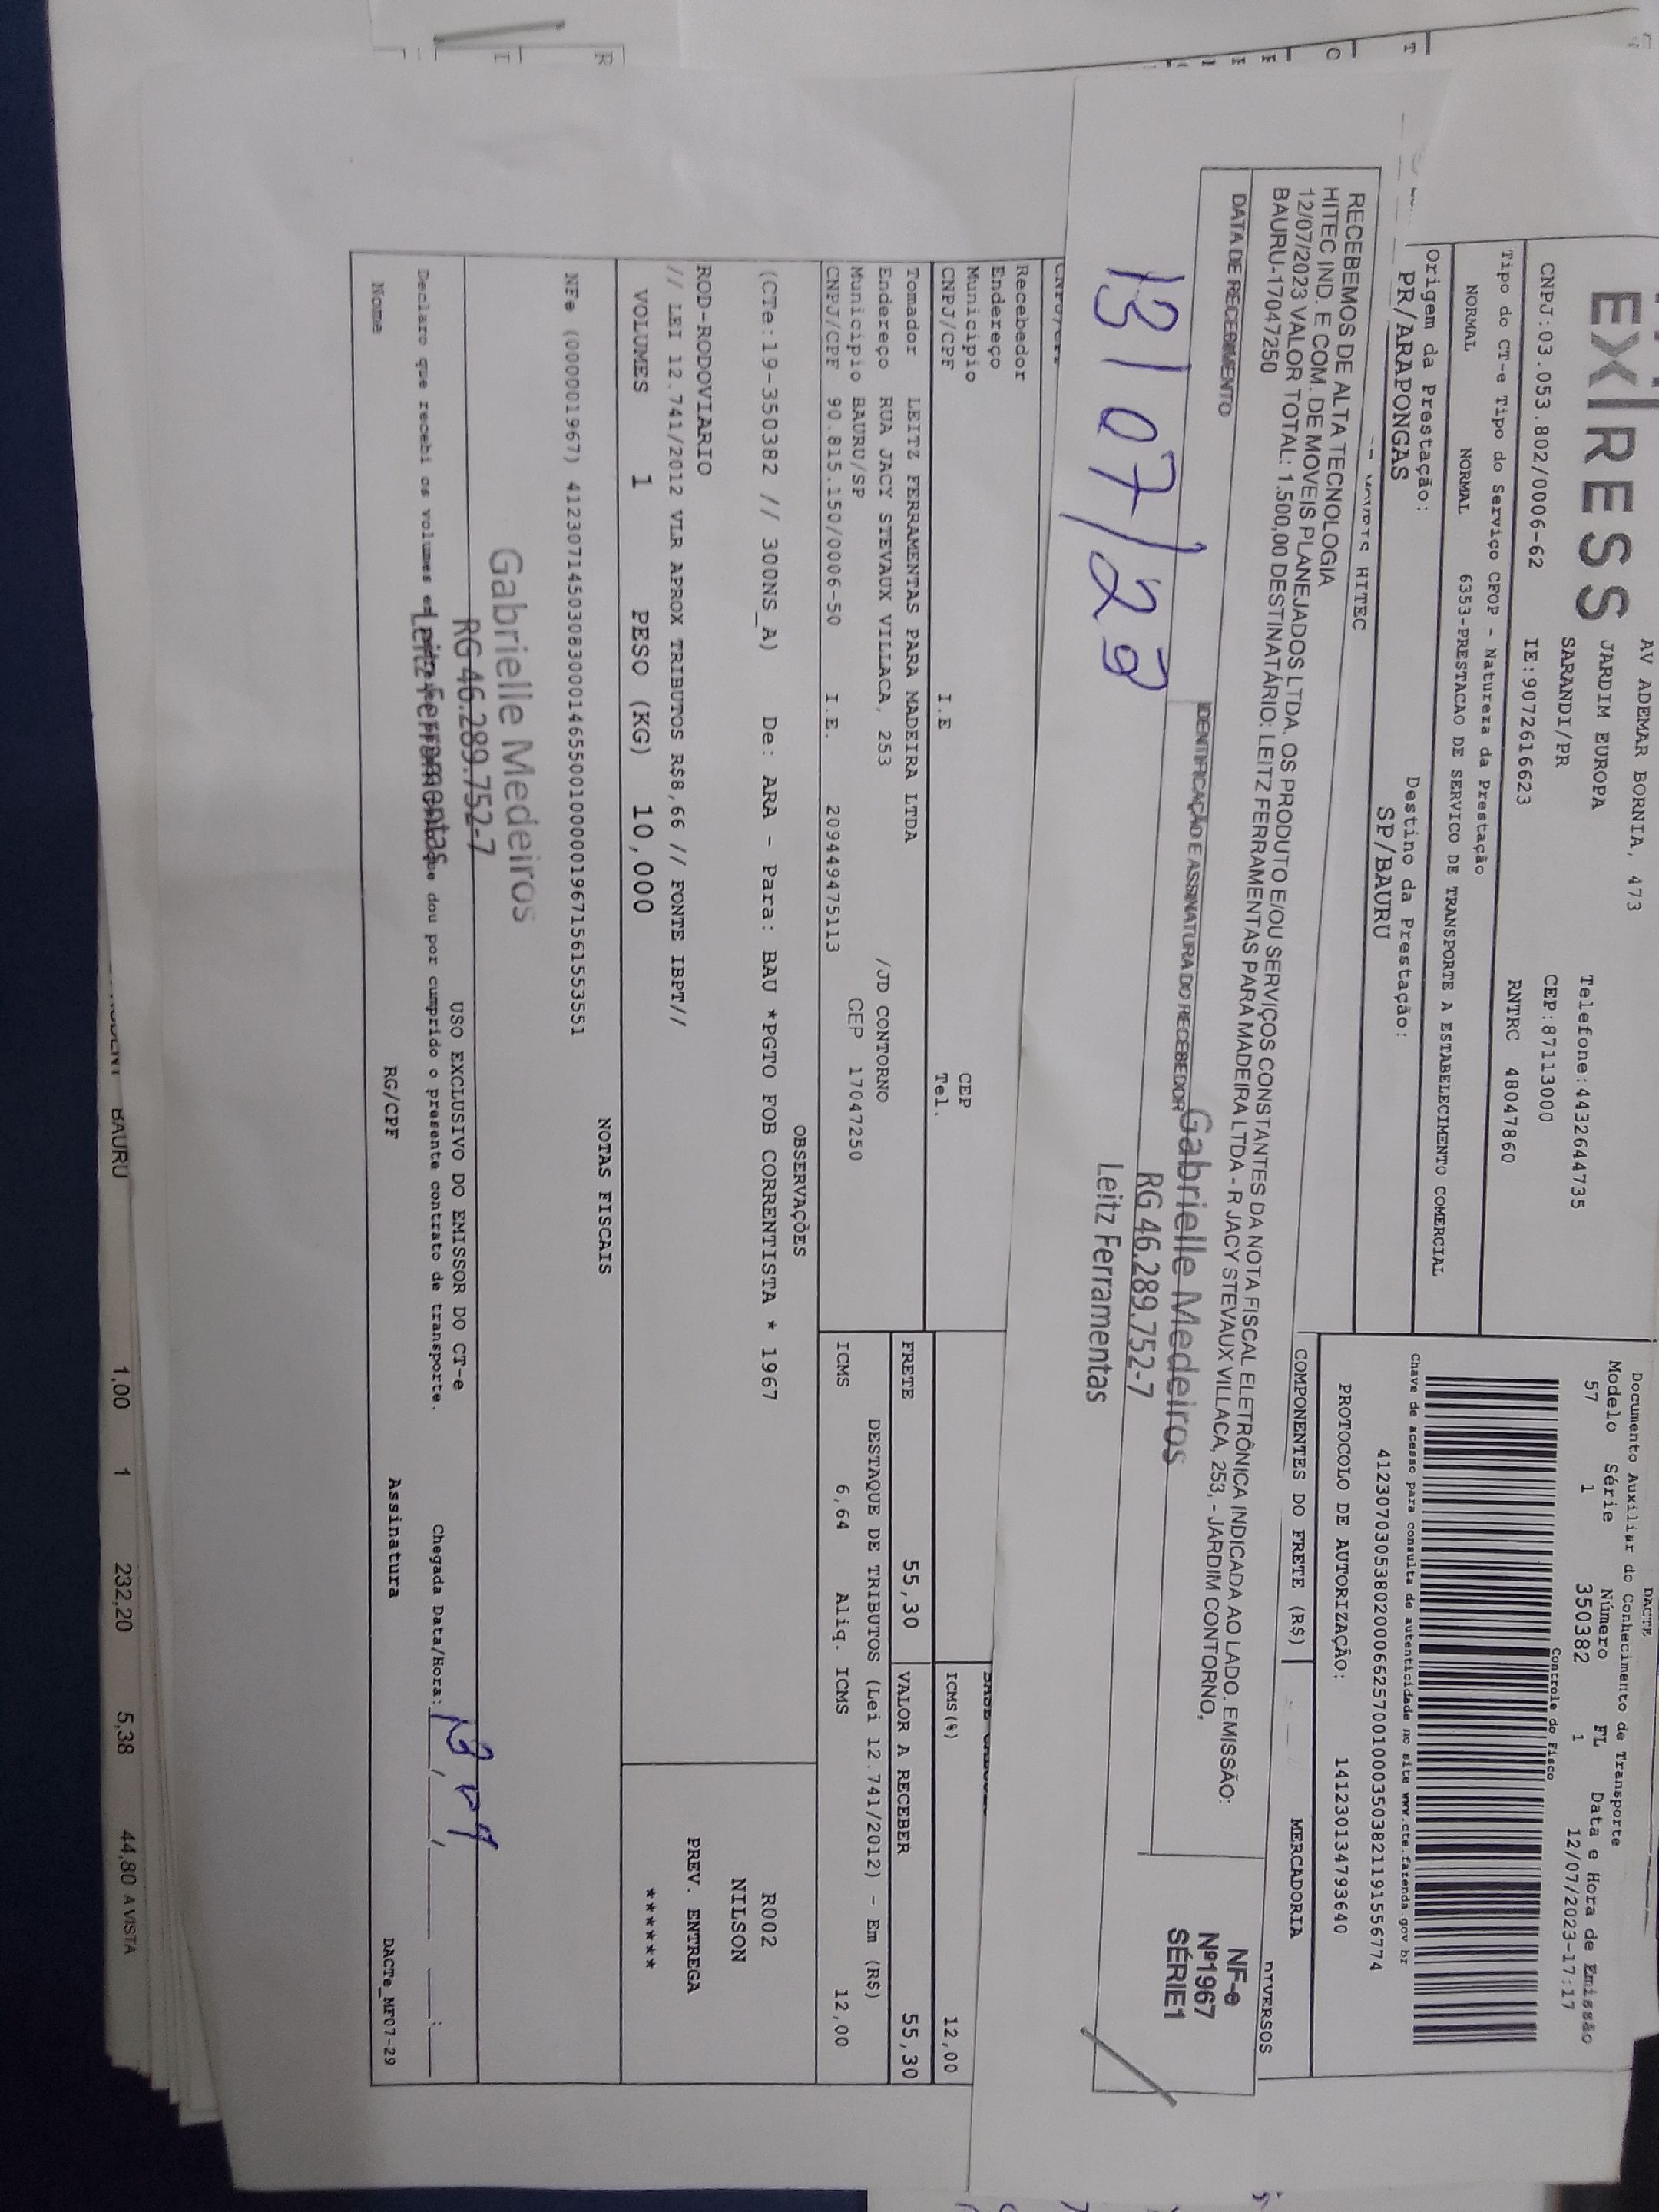 EXPRESS
AV ADEMAR BORNIA, 473
JARDIM EUROPA
SARANDI/PR
Telefone:4432644735
CEP:87113000
CNPJ:03.053.802/0006-62 IE:9072616623 RNTRC 48047860
Tipo do CT-e Tipo do Serviço CFOP - Natureza da Prestação
NORMAL NORMAL 6353-PRESTACAO DE SERVICO DE TRANSPORTE A ESTABELECIMENTO COMERCIAL
Origem da Prestação: Destino da Prestação:
PR/ARAPONGAS SP/BAURU
HITEC
DACTE
Documento Auxiliar do Conhecimento de Transporte
Modelo Série Número FL Data e Hora de Emissão
57 1 350382 1 12/07/2023-17:17
Controle do Fisco
Chave de acesso para consulta de autenticidade no site www.cte.fazenda.gov.br
41230703053802000662570010003503821191556774
PROTOCOLO DE AUTORIZAÇÃO: 141230134793640
COMPONENTES DO FRETE (R$) MERCADORIA
DIVERSOS
RECEBEMOS DE ALTA TECNOLOGIA
HITEC IND. E COM. DE MOVEIS PLANEJADOS LTDA. OS PRODUTO E/OU SERVIÇOS CONSTANTES DA NOTA FISCAL ELETRÔNICA INDICADA AO LADO. EMISSÃO:
12/07/2023 VALOR TOTAL: 1.500,00 DESTINATÁRIO: LEITZ FERRAMENTAS PARA MADEIRA LTDA - R JACY STEVAUX VILLACA, 253, - JARDIM CONTORNO,
BAURU-17047250
NF-e
Nº1967
SÉRIE1
DATA DE RECEBIMENTO
IDENTIFICAÇÃO E ASSINATURA DO RECEBEDOR
13/07/23
Gabrielle Medeiros
RG 46.289.752-7
Leitz Ferramentas
Recebador
Endereço
Municipio CEP
CNPJ/CPF I.E Tel.
ICMS(%) 12,00
Tomador LEITZ FERRAMENTAS PARA MADEIRA LTDA
Endereço RUA JACY STEVAUX VILLACA, 253 /JD CONTORNO
Municipio BAURU/SP CEP 17047250
CNPJ/CPF 90.815.150/0006-50 I.E. 209449475113
FRETE 55,30 VALOR A RECEBER 55,30
DESTAQUE DE TRIBUTOS (Lei 12.741/2012) - Em (R$)
ICMS 6,64 Aliq. ICMS 12,00
OBSERVAÇÕES
(CTe:19-350382 // 300NS_A) De: ARA - Para: BAU *PGTO FOB CORRENTISTA * 1967
R002
NILSON
ROD-RODOVIARIO
// LEI 12.741/2012 VLR APROX TRIBUTOS R$8,66 // FONTE IBPT//
PREV. ENTREGA
VOLUMES 1 PESO (KG) 10,000
******
NOTAS FISCAIS
NFe (000001967) 41230714503083000146550010000019671561553551
Gabrielle Medeiros
RG 46.289.752-7
Leitz Ferramentas
USO EXCLUSIVO DO EMISSOR DO CT-e
Declaro que recebi os volumes em dou por cumprido o presente contrato de transporte. Chegada Data/Hora: 13/07/
Nome RG/CPF Assinatura DACTe_MF07-29
BAURU 1,00 1 232,20 5,38 44,80 A VISTA